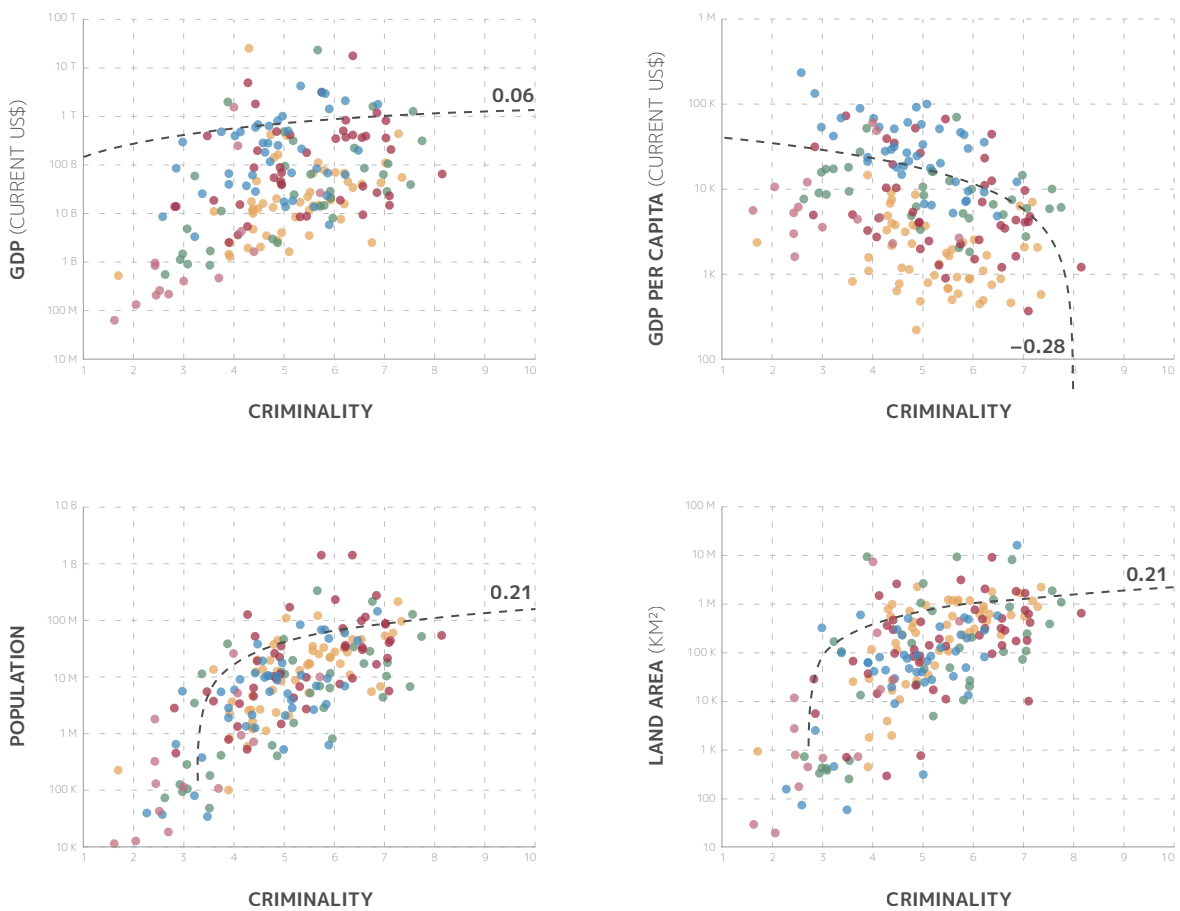 100 T
10 T
1 T
100 B
10 B
1 B
100 M
10 M
GDP (CURRENT US$)
0.06
1 2 3 4 5 6 7 8 9 10
CRIMINALITY
1 M
100 K
10 K
1 K
100
GDP PER CAPITA (CURRENT US$)
−0.28
1 2 3 4 5 6 7 8 9 10
CRIMINALITY
10 B
1 B
100 M
10 M
1 M
100 K
10 K
POPULATION
0.21
1 2 3 4 5 6 7 8 9 10
CRIMINALITY
100 M
10 M
1 M
100 K
10 K
1 K
100
10
LAND AREA (KM²)
0.21
1 2 3 4 5 6 7 8 9 10
CRIMINALITY